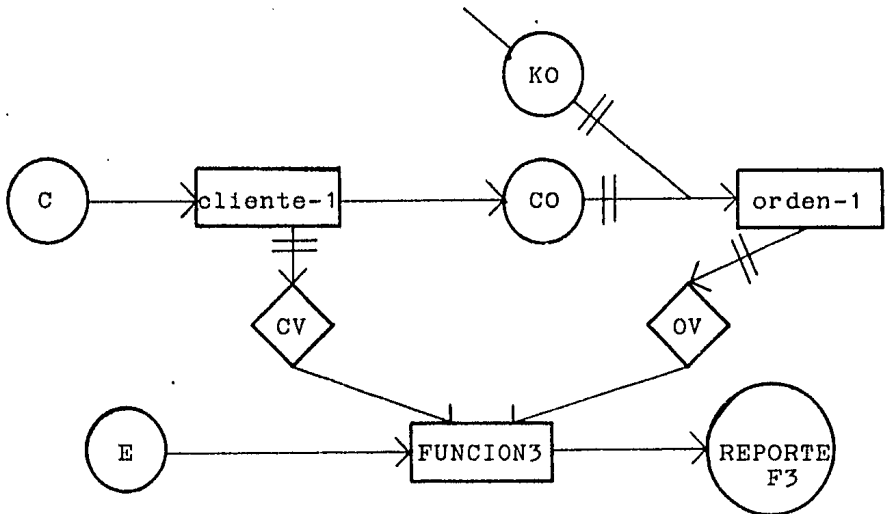 KO
C
cliente-1
CO
orden-1
CV
OV
E
FUNCION3
REPORTE
F3